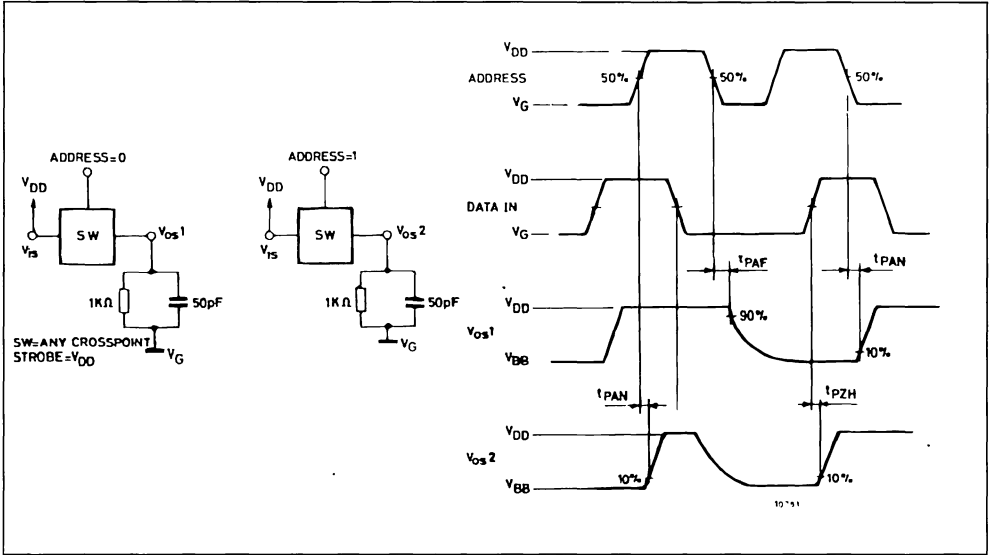 ADDRESS=0
VDD
SW
Vis
Vos1
1KΩ
50pF
VG
SW=ANY CROSSPOINT
STROBE=VDD
ADDRESS=1
VDD
SW
Vis
Vos2
1KΩ
50pF
VG
VDD
ADDRESS
50%
50%
50%
VG
VDD
DATA IN
VG
tPAF
tPAN
VDD
90%
Vos1
VBB
10%
tPAN
tPZH
VDD
Vos2
10%
10%
VBB